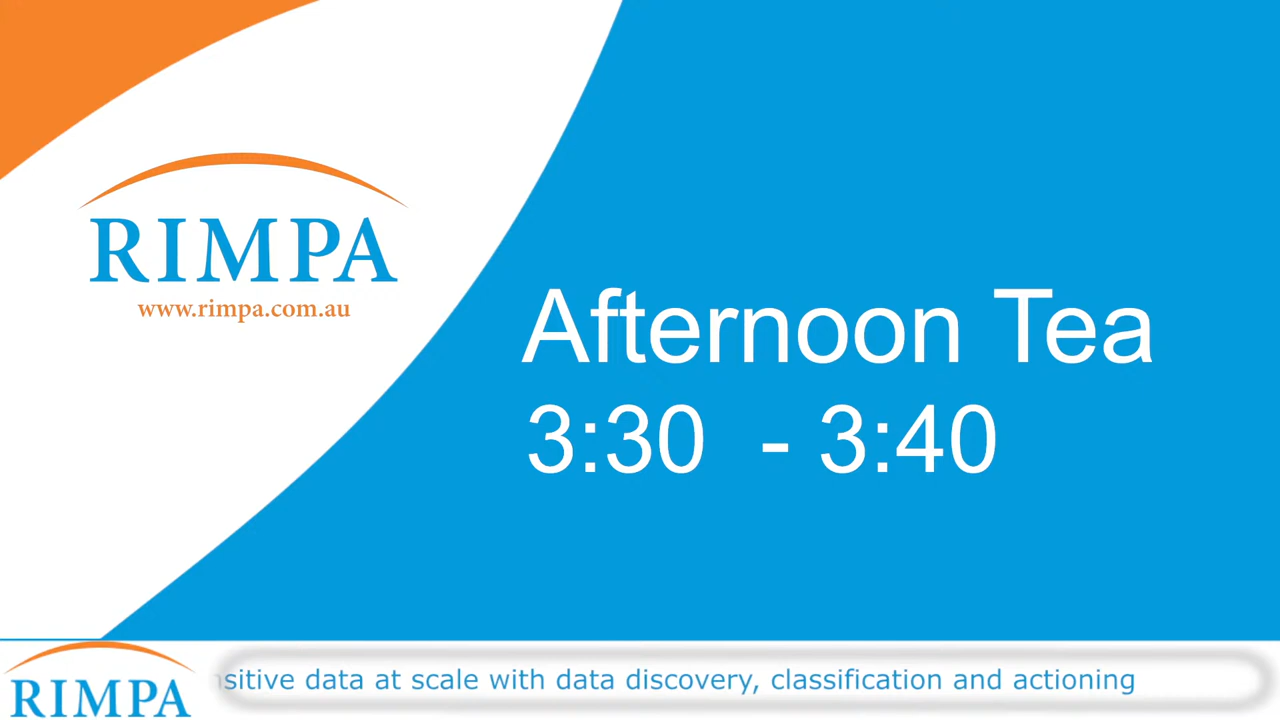 RIMPA
www.rimpa.com.au
Afternoon Tea
3:30 - 3:40
RIMPA
data at scale with data discovery, classification and actioning